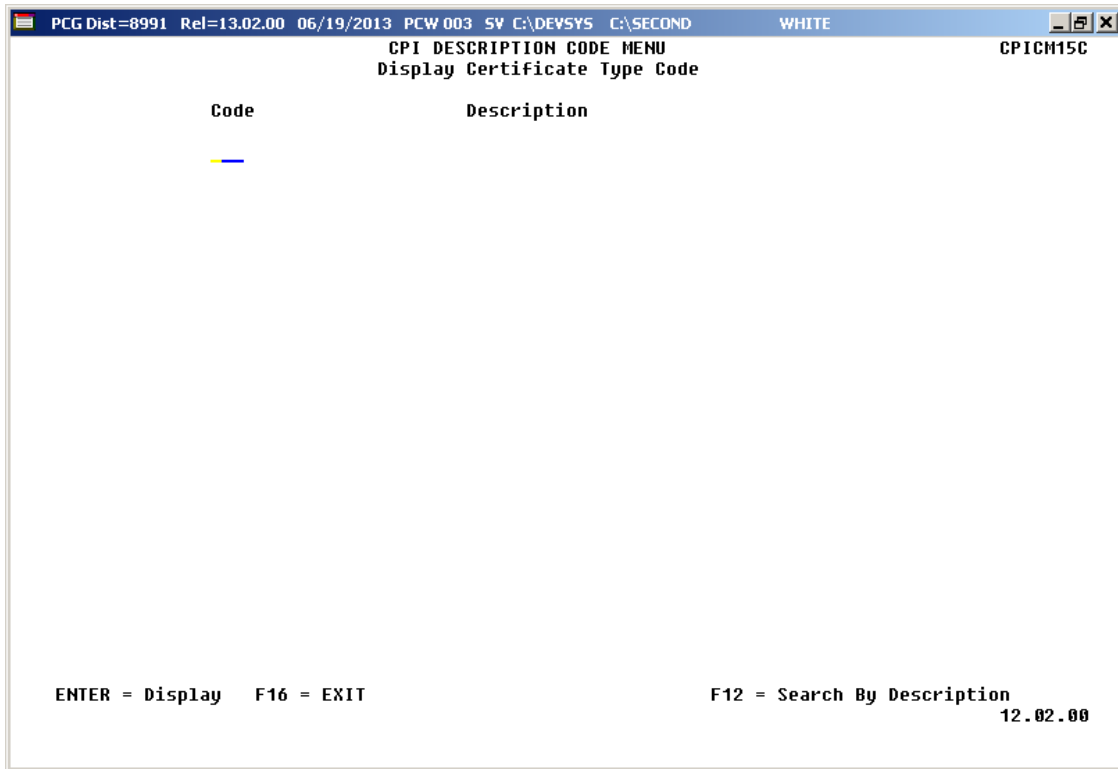 PCG Dist=8991 Rel=13.02.00 06/19/2013 PCW 003 SV C:\DEVSYS C:\SECOND WHITE
CPI DESCRIPTION CODE MENU CPICM15C
Display Certificate Type Code
Code Description
ENTER = Display F16 = EXIT F12 = Search By Description
12.02.00